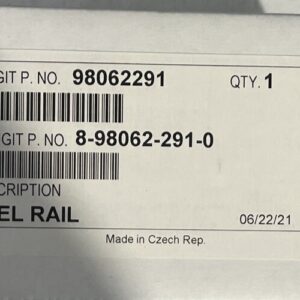 GIT P. NO. 98062291 QTY. 1
GIT P. NO. 8-98062-291-0
CRIPTION
EL RAIL 06/22/21
Made in Czech Rep.